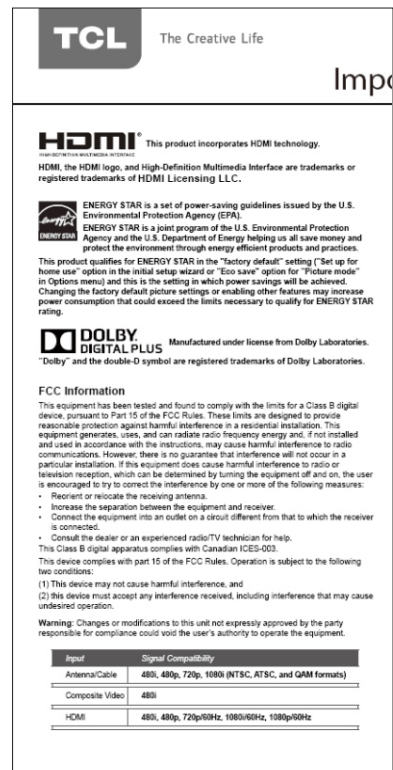 TCL The Creative Life
Impo
HDMI® This product incorporates HDMI technology.
HIGH-DEFINITION MULTIMEDIA INTERFACE
HDMI, the HDMI logo, and High-Definition Multimedia Interface are trademarks or
registered trademarks of HDMI Licensing LLC.
ENERGY STAR is a set of power-saving guidelines issued by the U.S.
Environmental Protection Agency (EPA).
ENERGY STAR is a joint program of the U.S. Environmental Protection
Agency and the U.S. Department of Energy helping us all save money and
protect the environment through energy efficient products and practices.
ENERGY STAR
This product qualifies for ENERGY STAR in the "factory default" setting ("Set up for
home use" option in the initial setup wizard or "Eco save" option for "Picture mode"
in Options menu) and this is the setting in which power savings will be achieved.
Changing the factory default picture settings or enabling other features may increase
power consumption that could exceed the limits necessary to qualify for ENERGY STAR
rating.
DOLBY.
DIGITAL PLUS Manufactured under license from Dolby Laboratories.
"Dolby" and the double-D symbol are registered trademarks of Dolby Laboratories.
FCC Information
This equipment has been tested and found to comply with the limits for a Class B digital
device, pursuant to Part 15 of the FCC Rules. These limits are designed to provide
reasonable protection against harmful interference in a residential installation. This
equipment generates, uses, and can radiate radio frequency energy and, if not installed
and used in accordance with the instructions, may cause harmful interference to radio
communications. However, there is no guarantee that interference will not occur in a
particular installation. If this equipment does cause harmful interference to radio or
television reception, which can be determined by turning the equipment off and on, the user
is encouraged to try to correct the interference by one or more of the following measures:
• Reorient or relocate the receiving antenna.
• Increase the separation between the equipment and receiver.
• Connect the equipment into an outlet on a circuit different from that to which the receiver
is connected.
• Consult the dealer or an experienced radio/TV technician for help.
This Class B digital apparatus complies with Canadian ICES-003.
This device complies with part 15 of the FCC Rules. Operation is subject to the following
two conditions:
(1) This device may not cause harmful interference, and
(2) this device must accept any interference received, including interference that may cause
undesired operation.
Warning: Changes or modifications to this unit not expressly approved by the party
responsible for compliance could void the user's authority to operate the equipment.
Input Signal Compatibility
Antenna/Cable 480i, 480p, 720p, 1080i (NTSC, ATSC, and QAM formats)
Composite Video 480i
HDMI 480i, 480p, 720p/60Hz, 1080i/60Hz, 1080p/60Hz